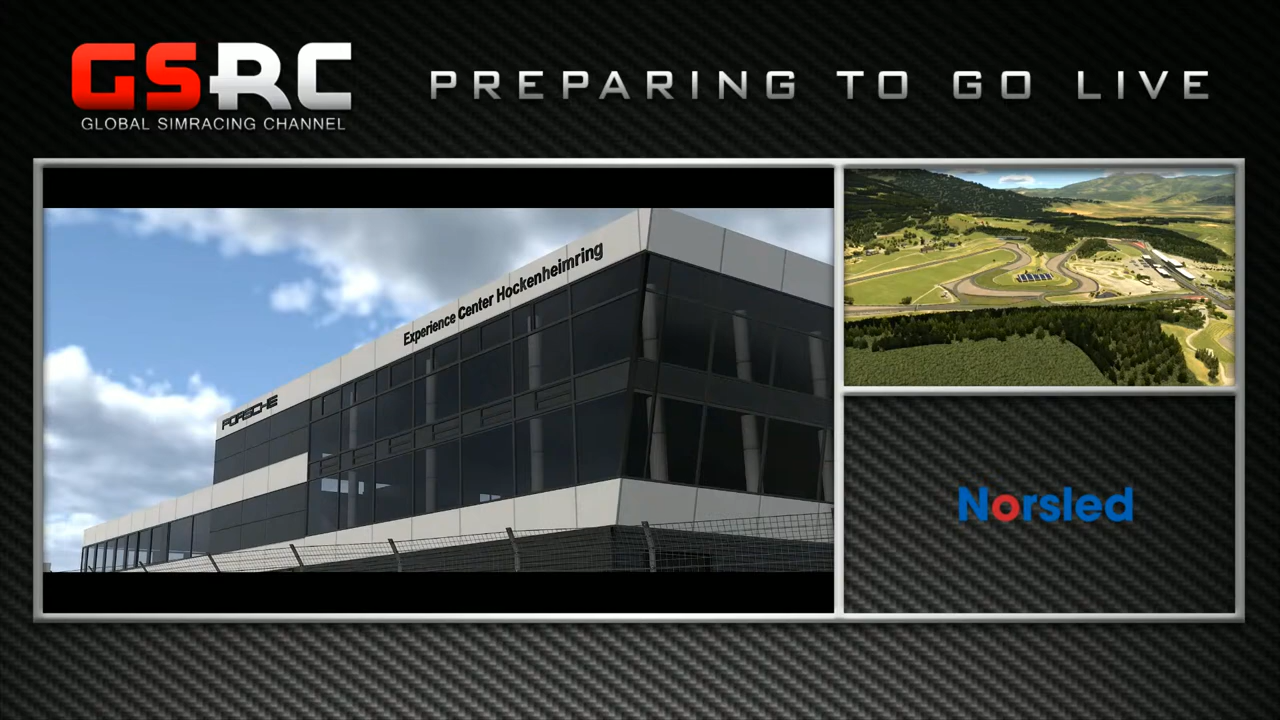 GSRC
GLOBAL SIMRACING CHANNEL
PREPARING TO GO LIVE
PORSCHE
Experience Center Hockenheimring
Norsled